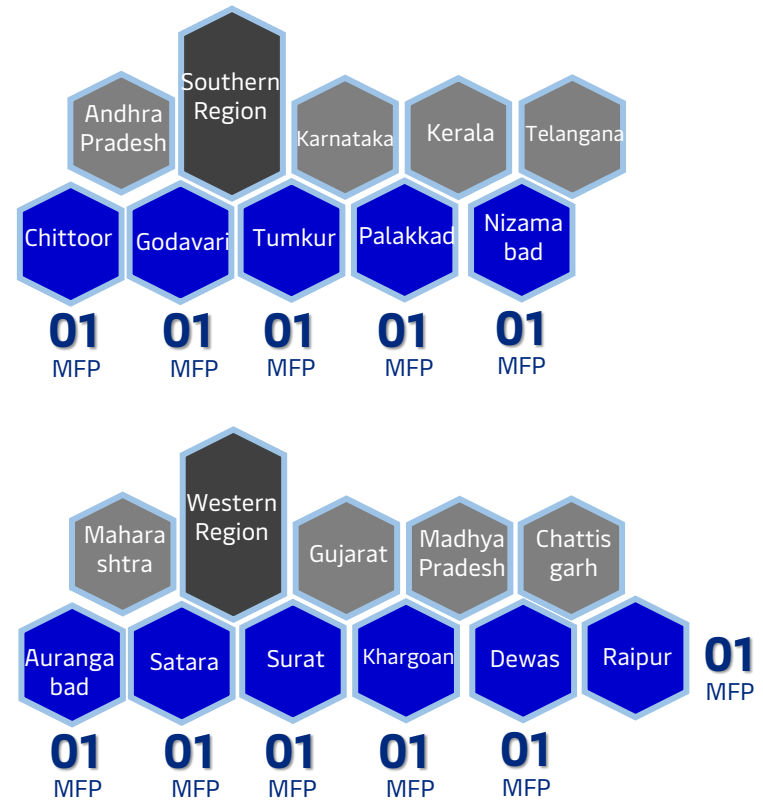 Southern
Region
Andhra
Pradesh
Karnataka
Kerala
Telangana
Chittoor
Godavari
Tumkur
Palakkad
Nizama
bad
01
MFP
01
MFP
01
MFP
01
MFP
01
MFP
Western
Region
Mahara
shtra
Gujarat
Madhya
Pradesh
Chattis
garh
Auranga
bad
Satara
Surat
Khargoan
Dewas
Raipur
01
MFP
01
MFP
01
MFP
01
MFP
01
MFP
01
MFP